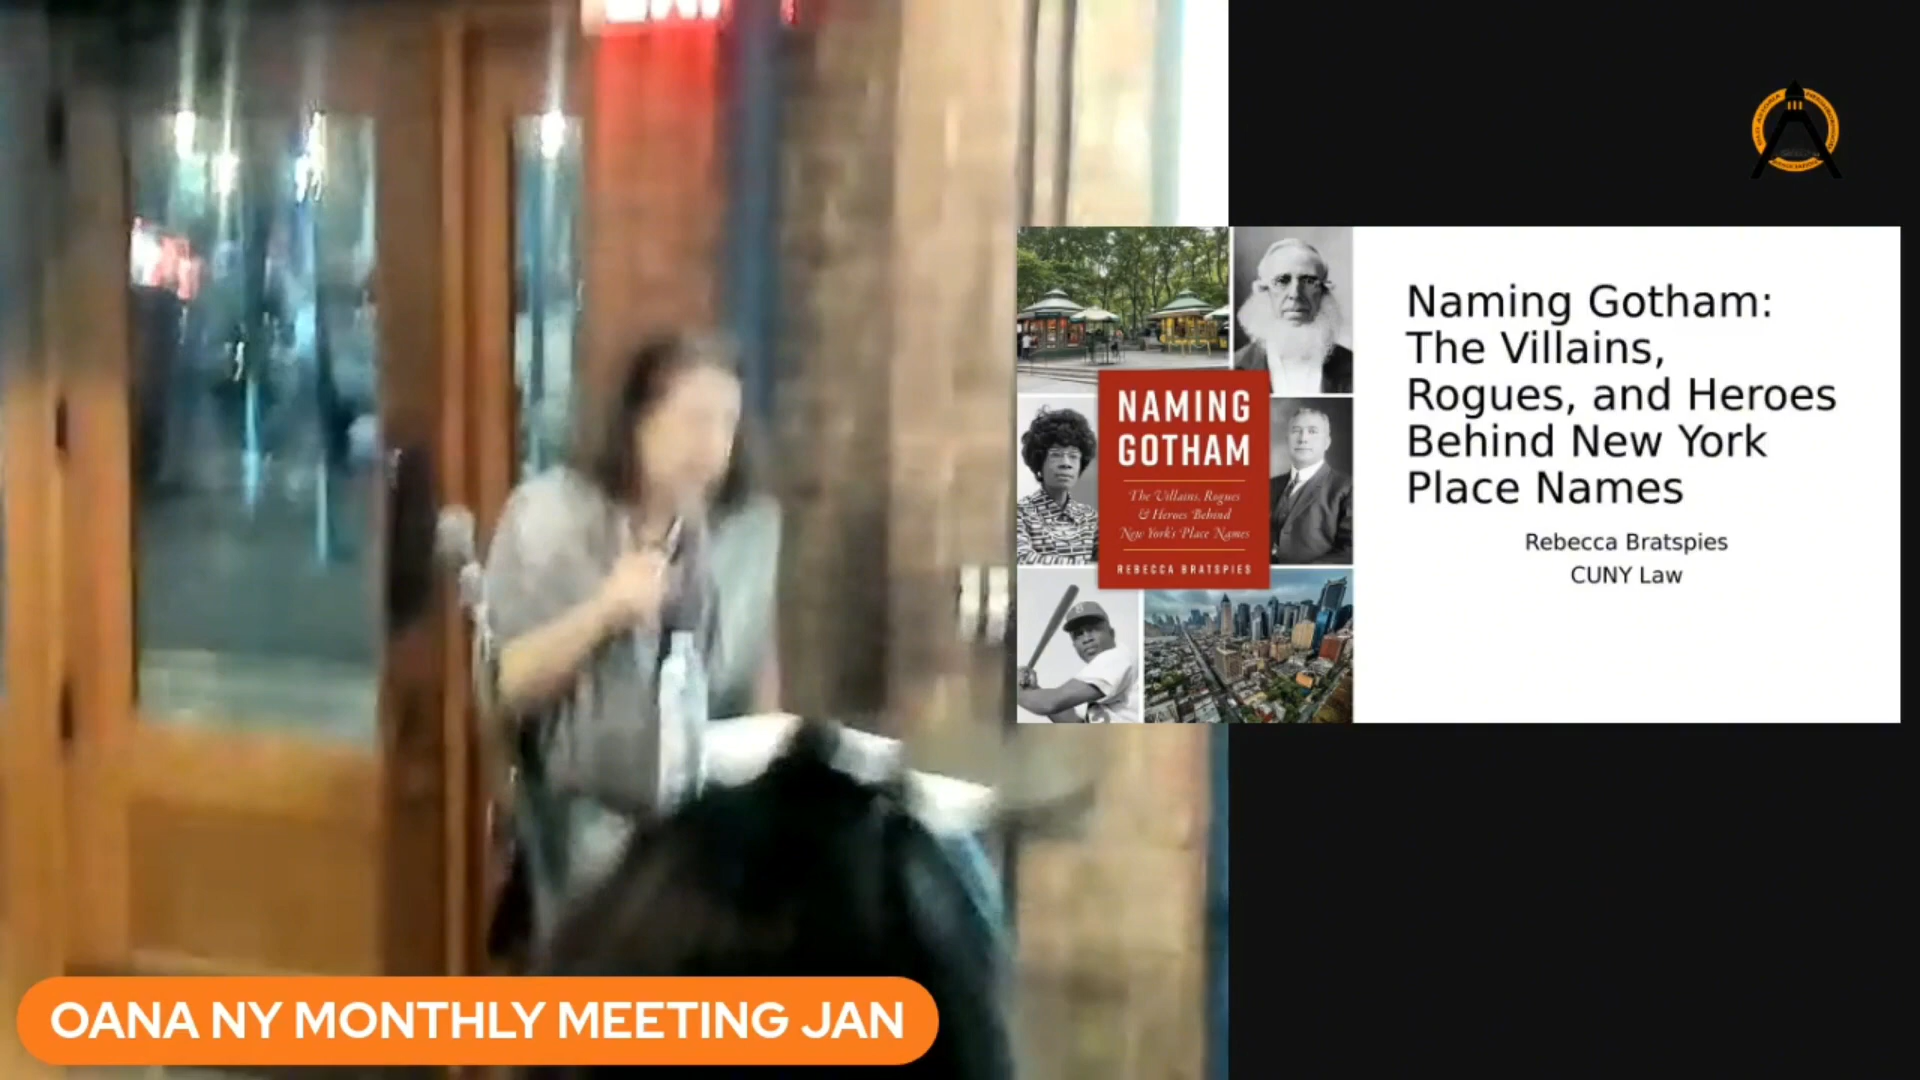 Naming Gotham:
The Villains,
Rogues, and Heroes
Behind New York
Place Names
Rebecca Bratspies
CUNY Law
NAMING
GOTHAM
The Villains, Rogues
& Heroes Behind
New York's Place Names
REBECCA BRATSPIES
OANA NY MONTHLY MEETING JAN